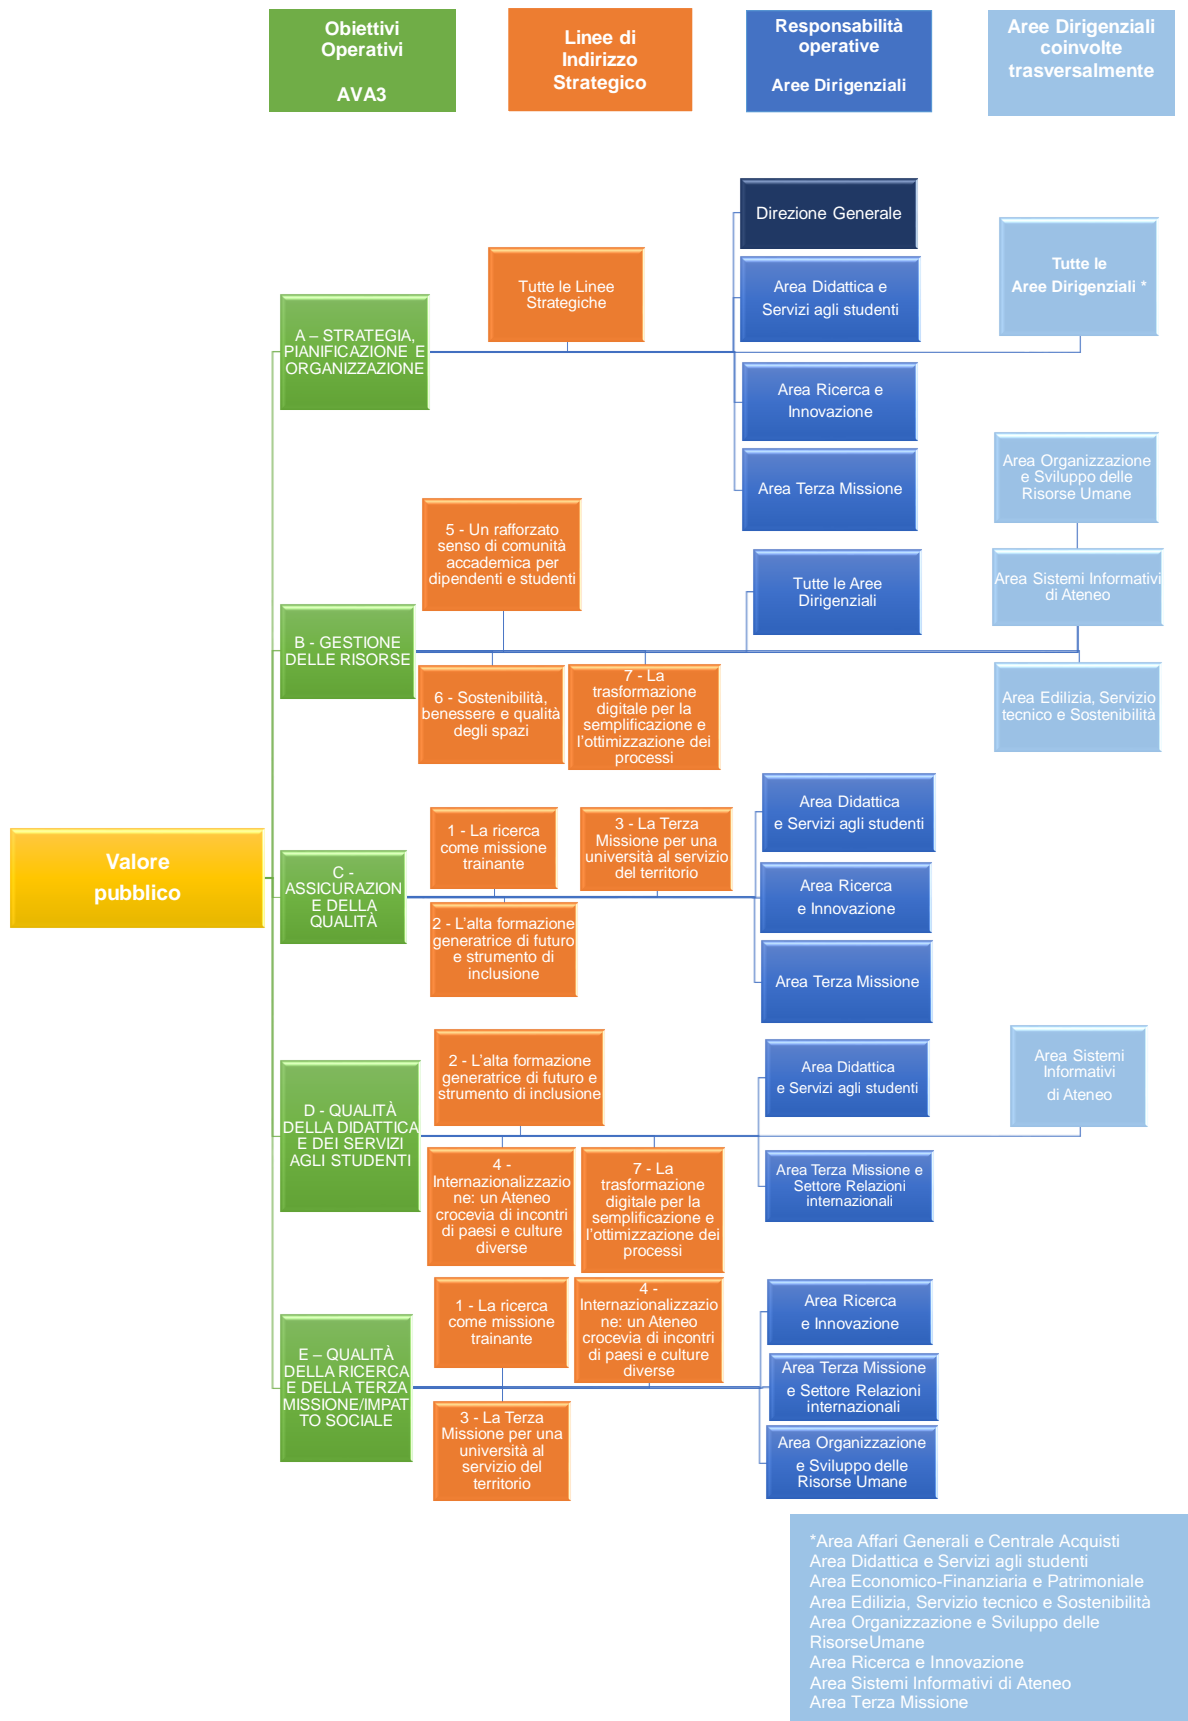 Obiettivi
Operativi
AVA3
Linee di
Indirizzo
Strategico
Responsabilità
operative
Aree Dirigenziali
Aree Dirigenziali
coinvolte
trasversalmente
Valore
pubblico
A – STRATEGIA,
PIANIFICAZIONE E
ORGANIZZAZIONE
Tutte le Linee
Strategiche
Direzione Generale
Area Didattica e
Servizi agli studenti
Area Ricerca e
Innovazione
Area Terza Missione
Tutte le
Aree Dirigenziali *
B - GESTIONE
DELLE RISORSE
5 - Un rafforzato
senso di comunità
accademica per
dipendenti e studenti
6 - Sostenibilità,
benessere e qualità
degli spazi
7 - La
trasformazione
digitale per la
semplificazione e
l'ottimizzazione dei
processi
Tutte le Aree
Dirigenziali
Area Organizzazione
e Sviluppo delle
Risorse Umane
Area Sistemi Informativi
di Ateneo
Area Edilizia, Servizio
tecnico e Sostenibilità
C -
ASSICURAZION
E DELLA
QUALITÀ
1 - La ricerca
come missione
trainante
3 - La Terza
Missione per una
università al servizio
del territorio
2 - L'alta formazione
generatrice di futuro
e strumento di
inclusione
Area Didattica
e Servizi agli studenti
Area Ricerca
e Innovazione
Area Terza Missione
D - QUALITÀ
DELLA DIDATTICA
E DEI SERVIZI
AGLI STUDENTI
2 - L'alta formazione
generatrice di futuro e
strumento di inclusione
4 -
Internazionalizzazio
ne: un Ateneo
crocevia di incontri
di paesi e culture
diverse
7 - La
trasformazione
digitale per la
semplificazione e
l'ottimizzazione dei
processi
Area Didattica
e Servizi agli studenti
Area Terza Missione e
Settore Relazioni
internazionali
Area Sistemi
Informativi
di Ateneo
E – QUALITÀ
DELLA RICERCA
E DELLA TERZA
MISSIONE/IMPAT
TO SOCIALE
1 - La ricerca
come missione
trainante
4 -
Internazionalizzazio
ne: un Ateneo
crocevia di incontri
di paesi e culture
diverse
3 - La Terza
Missione per una
università al
servizio del
territorio
Area Ricerca
e Innovazione
Area Terza Missione
e Settore Relazioni
internazionali
Area Organizzazione
e Sviluppo delle
Risorse Umane
*Area Affari Generali e Centrale Acquisti
Area Didattica e Servizi agli studenti
Area Economico-Finanziaria e Patrimoniale
Area Edilizia, Servizio tecnico e Sostenibilità
Area Organizzazione e Sviluppo delle
RisorseUmane
Area Ricerca e Innovazione
Area Sistemi Informativi di Ateneo
Area Terza Missione